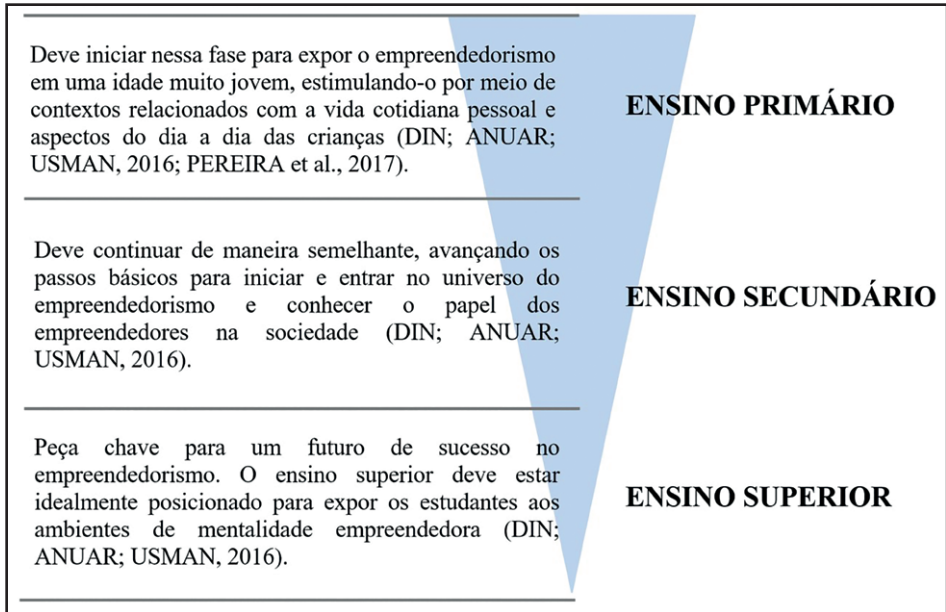 Deve iniciar nessa fase para expor o empreendedorismo
em uma idade muito jovem, estimulando-o por meio de
contextos relacionados com a vida cotidiana pessoal e
aspectos do dia a dia das crianças (DIN; ANUAR;
USMAN, 2016; PEREIRA et al., 2017).
ENSINO PRIMÁRIO
Deve continuar de maneira semelhante, avançando os
passos básicos para iniciar e entrar no universo do
empreendedorismo e conhecer o papel dos
empreendedores na sociedade (DIN; ANUAR;
USMAN, 2016).
ENSINO SECUNDÁRIO
Peça chave para um futuro de sucesso no
empreendedorismo. O ensino superior deve estar
idealmente posicionado para expor os estudantes aos
ambientes de mentalidade empreendedora (DIN;
ANUAR; USMAN, 2016).
ENSINO SUPERIOR